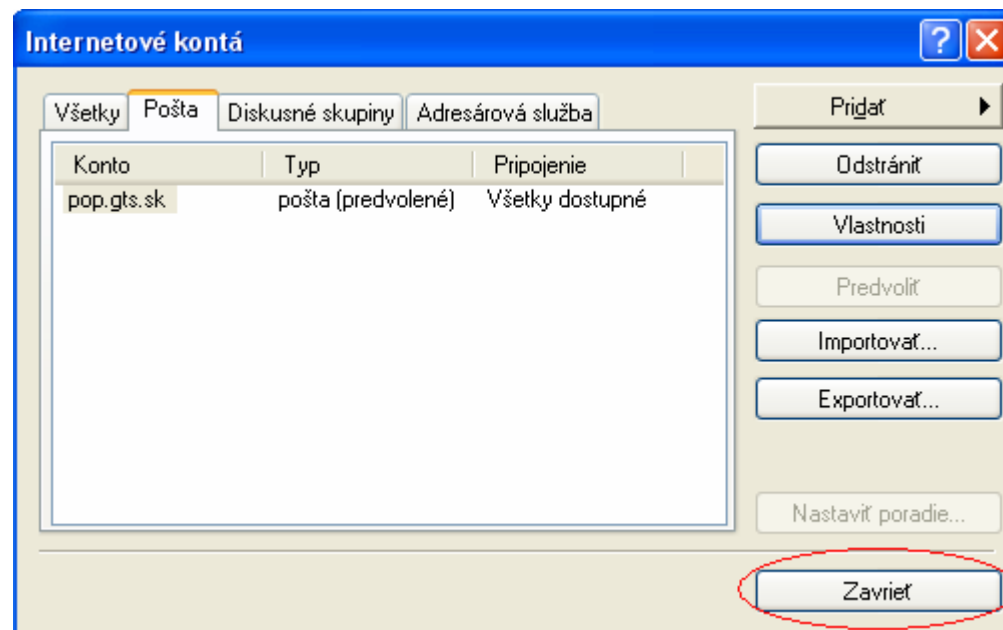 Internetové kontá
Všetky Pošta Diskusné skupiny Adresárová služba
Konto Typ Pripojenie
pop.gts.sk pošta (predvolené) Všetky dostupné
Pridať
Odstrániť
Vlastnosti
Predvoliť
Importovať...
Exportovať...
Nastaviť poradie...
Zavrieť